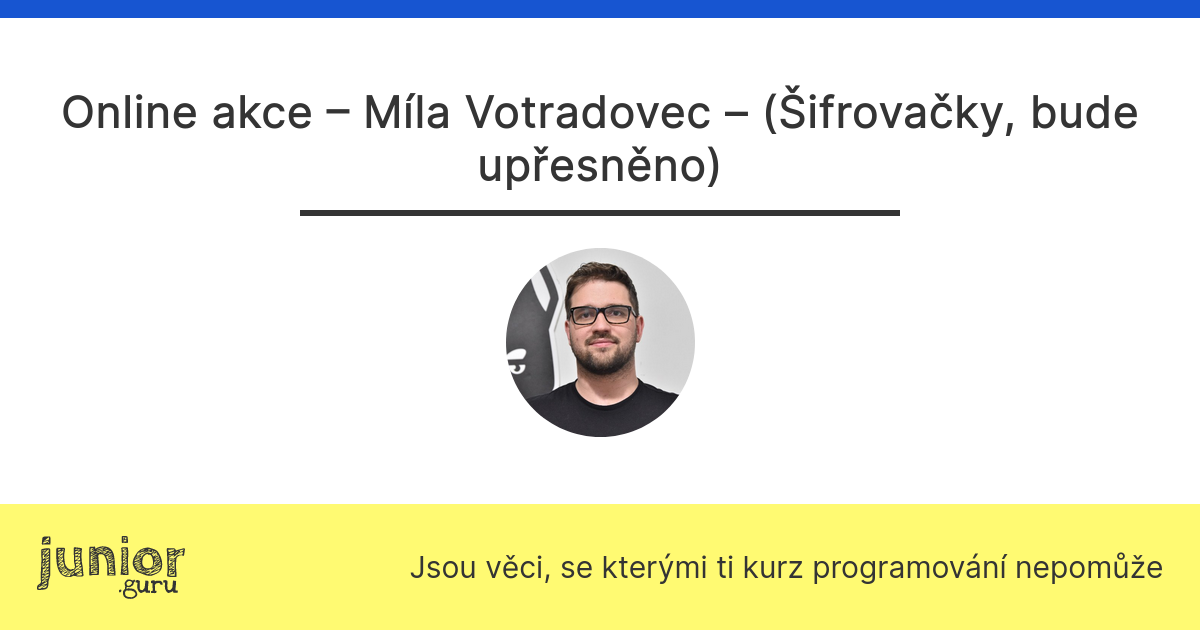 Online akce – Míla Votradovec – (Šifrovačky, bude
upřesněno)
junior
.guru
Jsou věci, se kterými ti kurz programování nepomůže